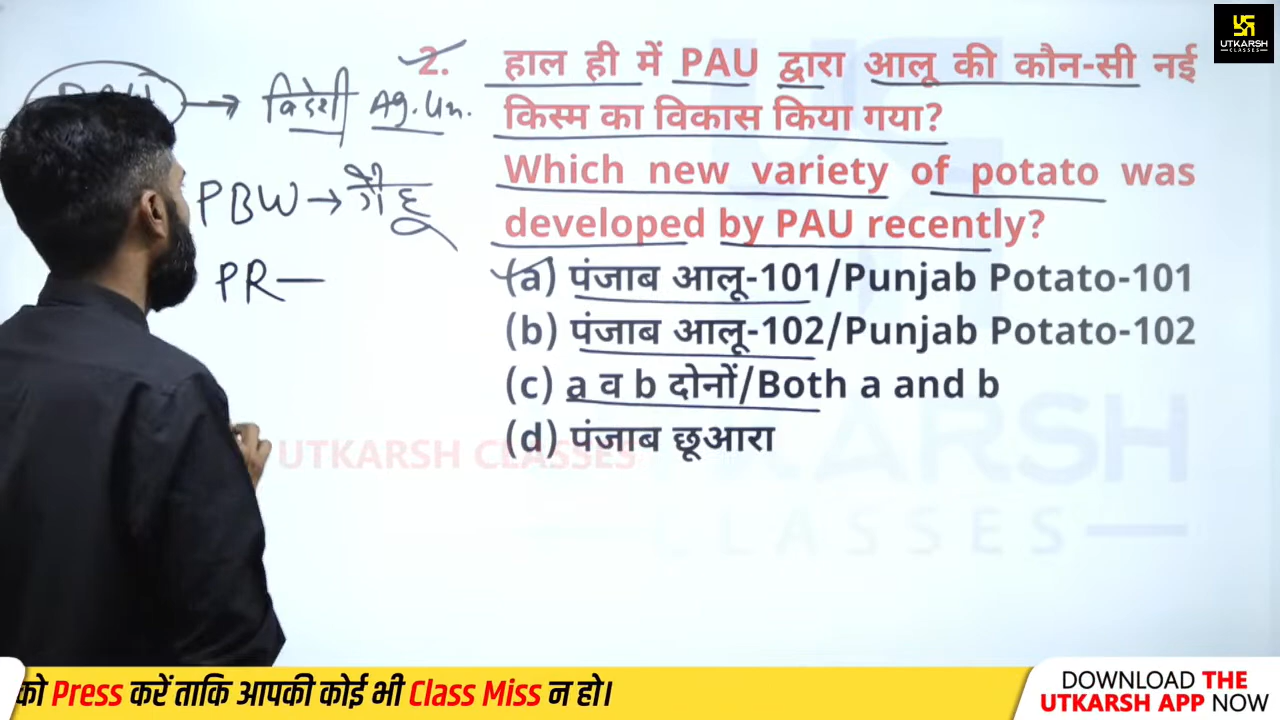 UTKARSH
CLASSES
2. हाल ही में PAU द्वारा आलू की कौन-सी नई
किस्म का विकास किया गया?
Which new variety of potato was
developed by PAU recently?
(a) पंजाब आलू-101/Punjab Potato-101
(b) पंजाब आलू-102/Punjab Potato-102
(c) a व b दोनों/Both a and b
(d) पंजाब छूआरा
Ag. Un.
PBW → गेहू
PR —
UTKARSH CLASSES
को Press करें ताकि आपकी कोई भी Class Miss न हो।
DOWNLOAD THE
UTKARSH APP NOW